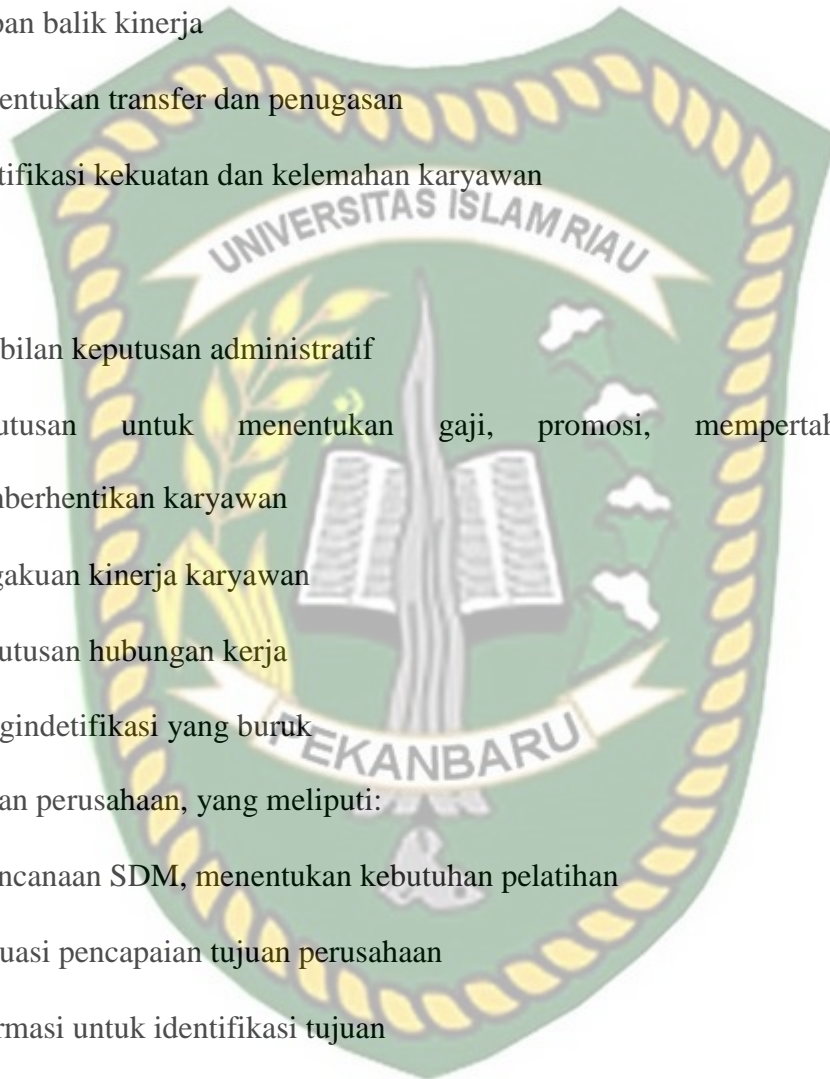 pan balik kinerja
entukan transfer dan penugasan
tifikasi kekuatan dan kelemahan karyawan
UNIVERSITAS ISLAM RIAU
bilan keputusan administratif
utusan untuk menentukan gaji, promosi, mempertah
berhentikan karyawan
gakuan kinerja karyawan
utusan hubungan kerja
gindetifikasi yang buruk
PEKANBARU
an perusahaan, yang meliputi:
ncanaan SDM, menentukan kebutuhan pelatihan
uasi pencapaian tujuan perusahaan
rmasi untuk identifikasi tujuan